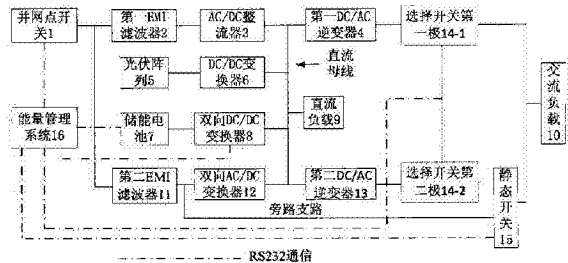 并网点开
关1
第一EMI
滤波器2
AC/DC整
流器3
第一DC/AC
逆变器4
选择开关第
一极14-1
光伏阵
列5
DC/DC变
换器6
直流
母线
能量管理
系统16
储能电
池7
双向DC/DC
变换器8
直流
负载9
交流负载
10
第二EMI
滤波器11
双向AC/DC
变换器12
第二DC/AC
逆变器13
选择开关第
二极14-2
静态开关
15
旁路支路
RS232通信